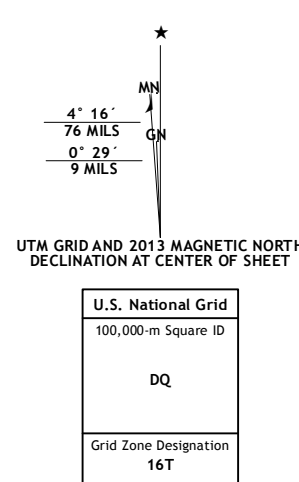 ★
MN
4° 16´
76 MILS
GN
0° 29´
9 MILS
UTM GRID AND 2013 MAGNETIC NORTH
DECLINATION AT CENTER OF SHEET
U.S. National Grid
100,000-m Square ID
DQ
Grid Zone Designation
16T